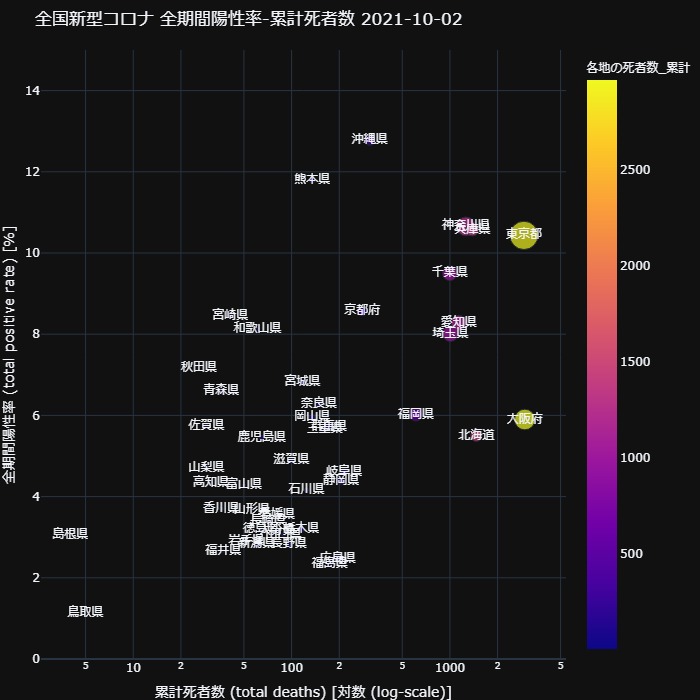 全国新型コロナ 全期間陽性率-累計死者数 2021-10-02
各地の死者数_累計
14
沖縄県
12
熊本県
2500
神奈川県
兵庫県
東京都
10
千葉県
2000
京都府
宮崎県
愛知県
和歌山県
埼玉県
8
秋田県
宮城県
青森県
1500
奈良県
岡山県
福岡県
6
大阪府
佐賀県
北海道
鹿児島県
1000
滋賀県
山梨県
岐阜県
高知県
富山県
静岡県
石川県
4
香川県
山形県
島根県
栃木県
500
長野県
福井県
広島県
福島県
2
鳥取県
0
5
10
2
5
100
2
5
1000
2
5
累計死者数 (total deaths) [対数 (log-scale)]
全期間陽性率 (total positive rate) [%]